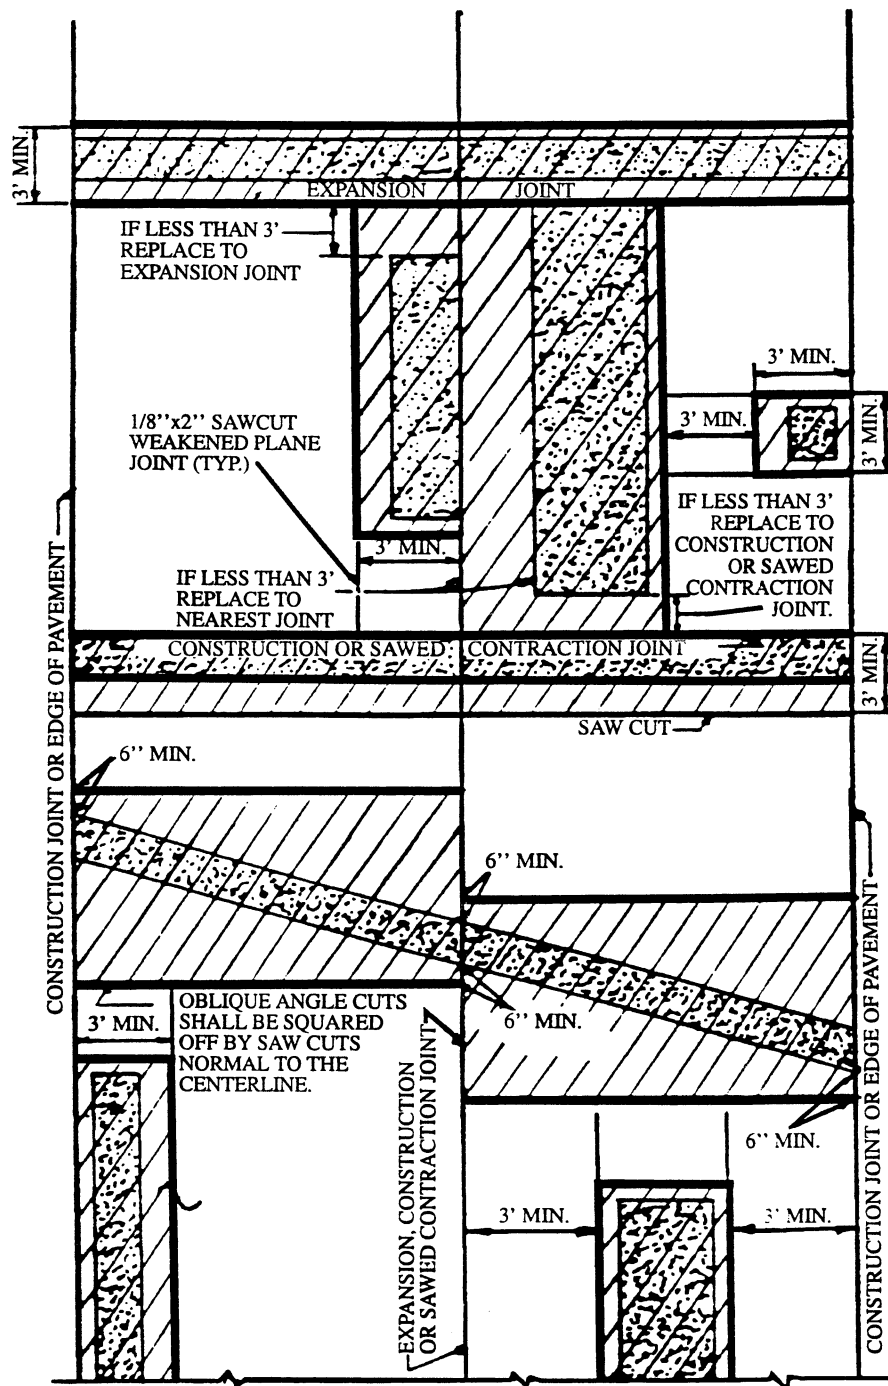 3' MIN.
EXPANSION JOINT
IF LESS THAN 3'
REPLACE TO
EXPANSION JOINT
3' MIN.
1/8''x2'' SAWCUT
WEAKENED PLANE
JOINT (TYP.)
3' MIN.
3' MIN.
IF LESS THAN 3'
REPLACE TO
CONSTRUCTION
OR SAWED
CONTRACTION
JOINT.
3' MIN.
IF LESS THAN 3'
REPLACE TO
NEAREST JOINT
CONSTRUCTION OR SAWED CONTRACTION JOINT
3' MIN.
SAW CUT
CONSTRUCTION JOINT OR EDGE OF PAVEMENT
6'' MIN.
6'' MIN.
OBLIQUE ANGLE CUTS
SHALL BE SQUARED
OFF BY SAW CUTS
NORMAL TO THE
CENTERLINE.
3' MIN.
6'' MIN.
EXPANSION, CONSTRUCTION
OR SAWED CONTRACTION JOINT
CONSTRUCTION JOINT OR EDGE OF PAVEMENT
6'' MIN.
3' MIN.
3' MIN.